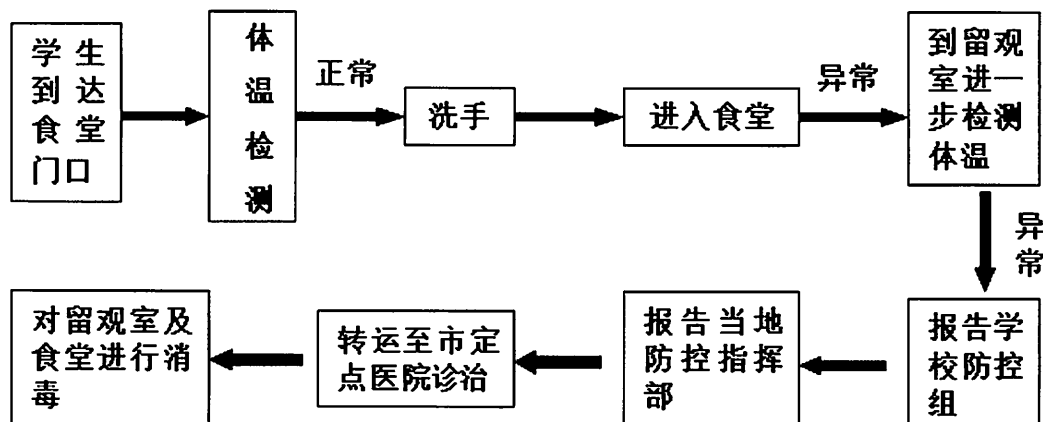 学生
到达
食堂
门口
体
温
检
测
正常
洗手
进入食堂
异常
到留观
室进一
步检测
体温
异
常
报告学
校防控
组
报告当地
防控指挥
部
转运至市定
点医院诊治
对留观室及
食堂进行消
毒